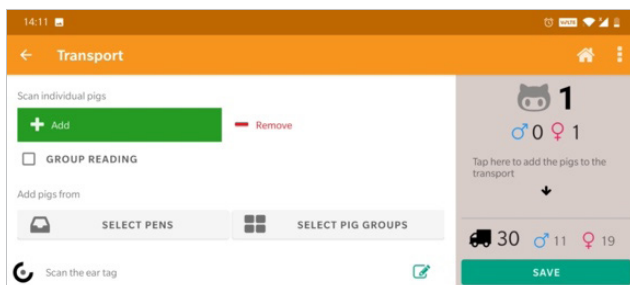 14:11
VoLTE
Transport
Scan individual pigs
Add
Remove
GROUP READING
Add pigs from
SELECT PENS
SELECT PIG GROUPS
Scan the ear tag
1
♂ 0 ♀ 1
Tap here to add the pigs to the
transport
30 ♂ 11 ♀ 19
SAVE